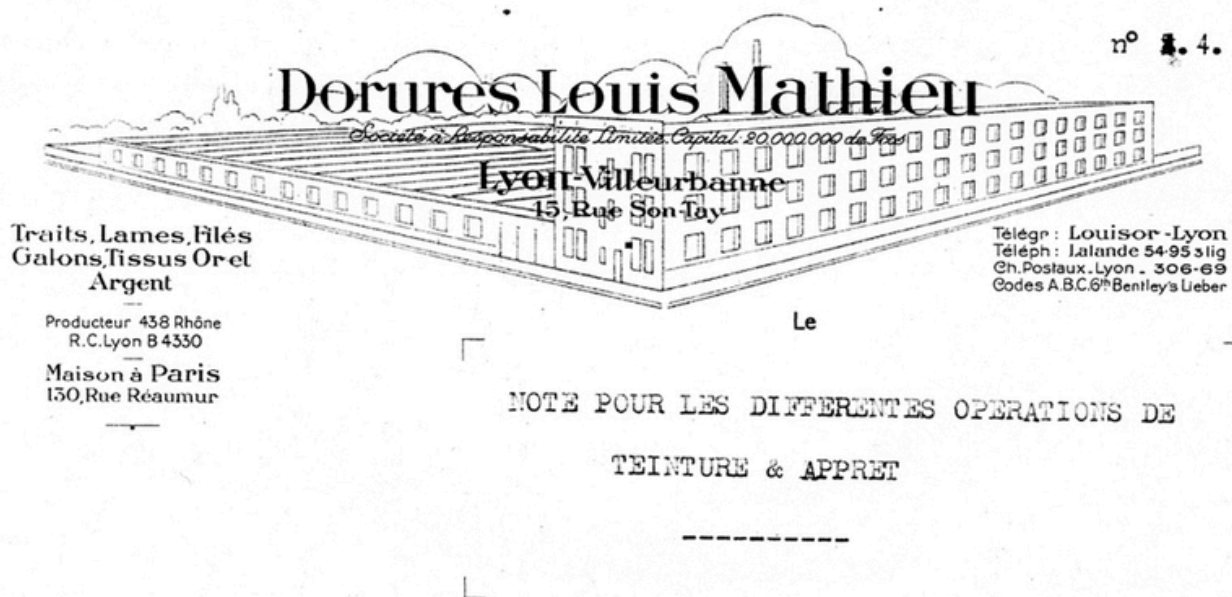 n° 4.
Dorures Louis Mathieu
Société à Responsabilité Limitée. Capital 20.000.000 de Frcs
Lyon-Villeurbanne
15, Rue Son-Tay
Traits, Lames, Filés
Galons, Tissus Or et
Argent
Producteur 438 Rhône
R.C. Lyon B 4330
Maison à Paris
130, Rue Réaumur
Télégr : Louisor-Lyon
Téléph : Lalande 54-95 3 lig
Ch. Postaux. Lyon . 306-69
Codes A.B.C. 6th Bentley's Lieber
Le
NOTE POUR LES DIFFERENTES OPERATIONS DE
TEINTURE & APPRET